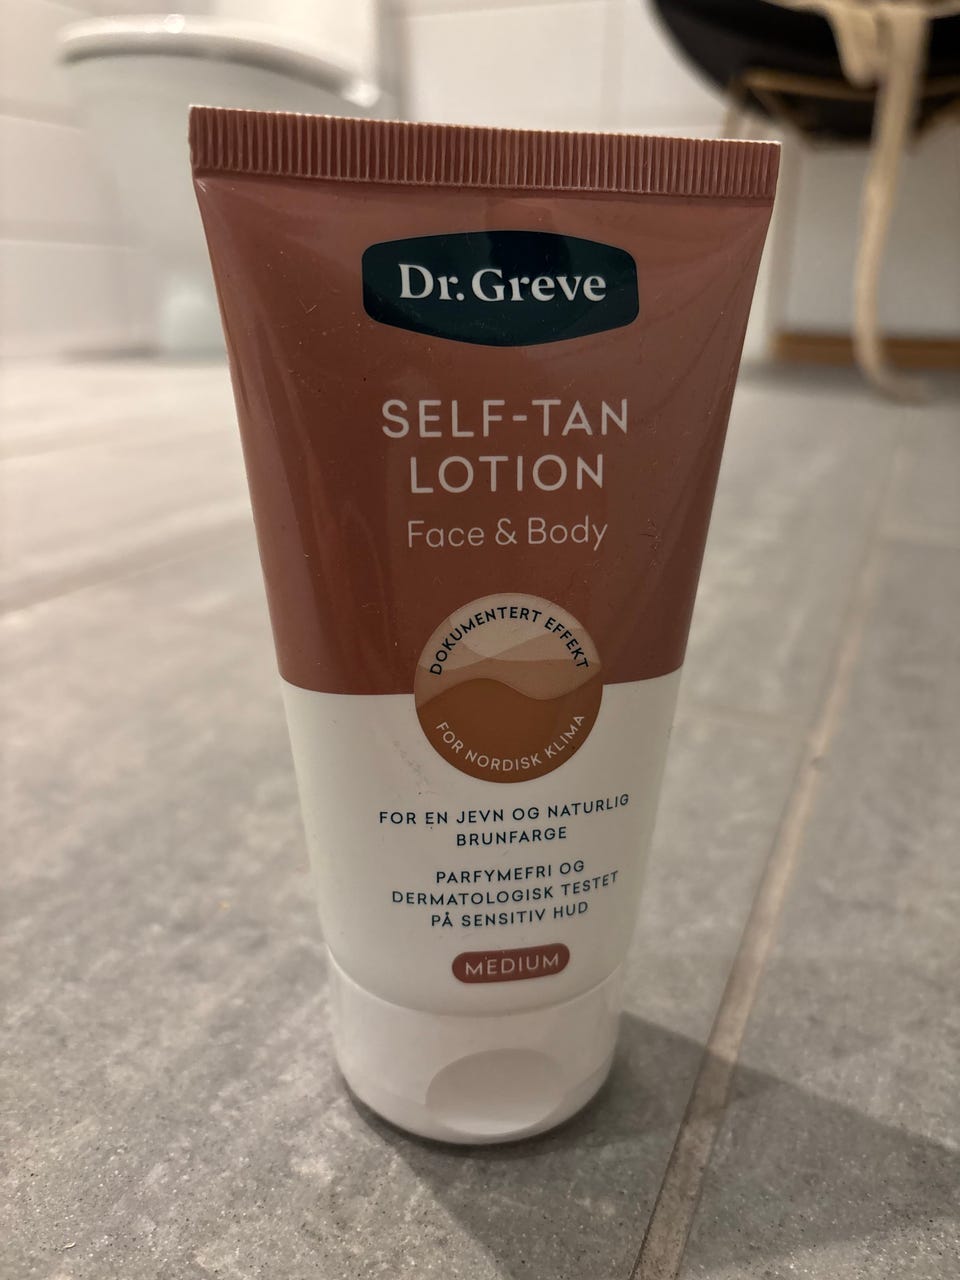 Dr. Greve
SELF-TAN
LOTION
Face & Body
DOKUMENTERT EFFEKT
FOR NORDISK KLIMA
FOR EN JEVN OG NATURLIG
BRUNFARGE
PARFYMEFRI OG
DERMATOLOGISK TESTET
PÅ SENSITIV HUD
MEDIUM